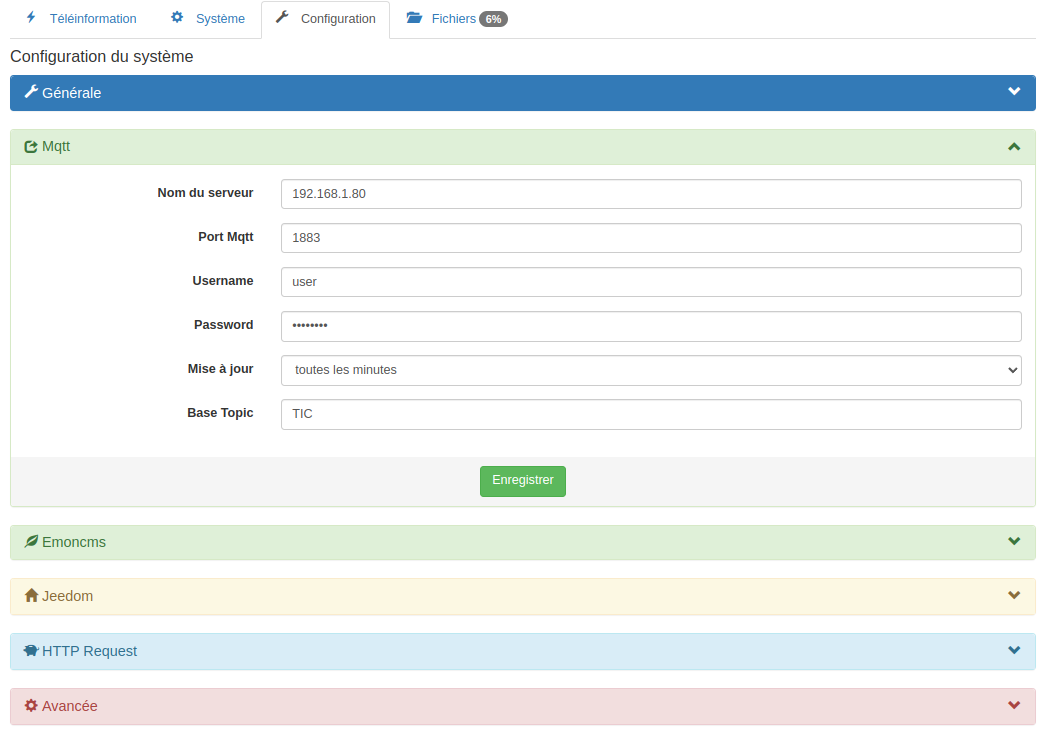 Téléinformation Système Configuration Fichiers 6%
Configuration du système
Générale
Mqtt
Nom du serveur 192.168.1.80
Port Mqtt 1883
Username user
Password ••••••••
Mise à jour toutes les minutes
Base Topic TIC
Enregistrer
Emoncms
Jeedom
HTTP Request
Avancée